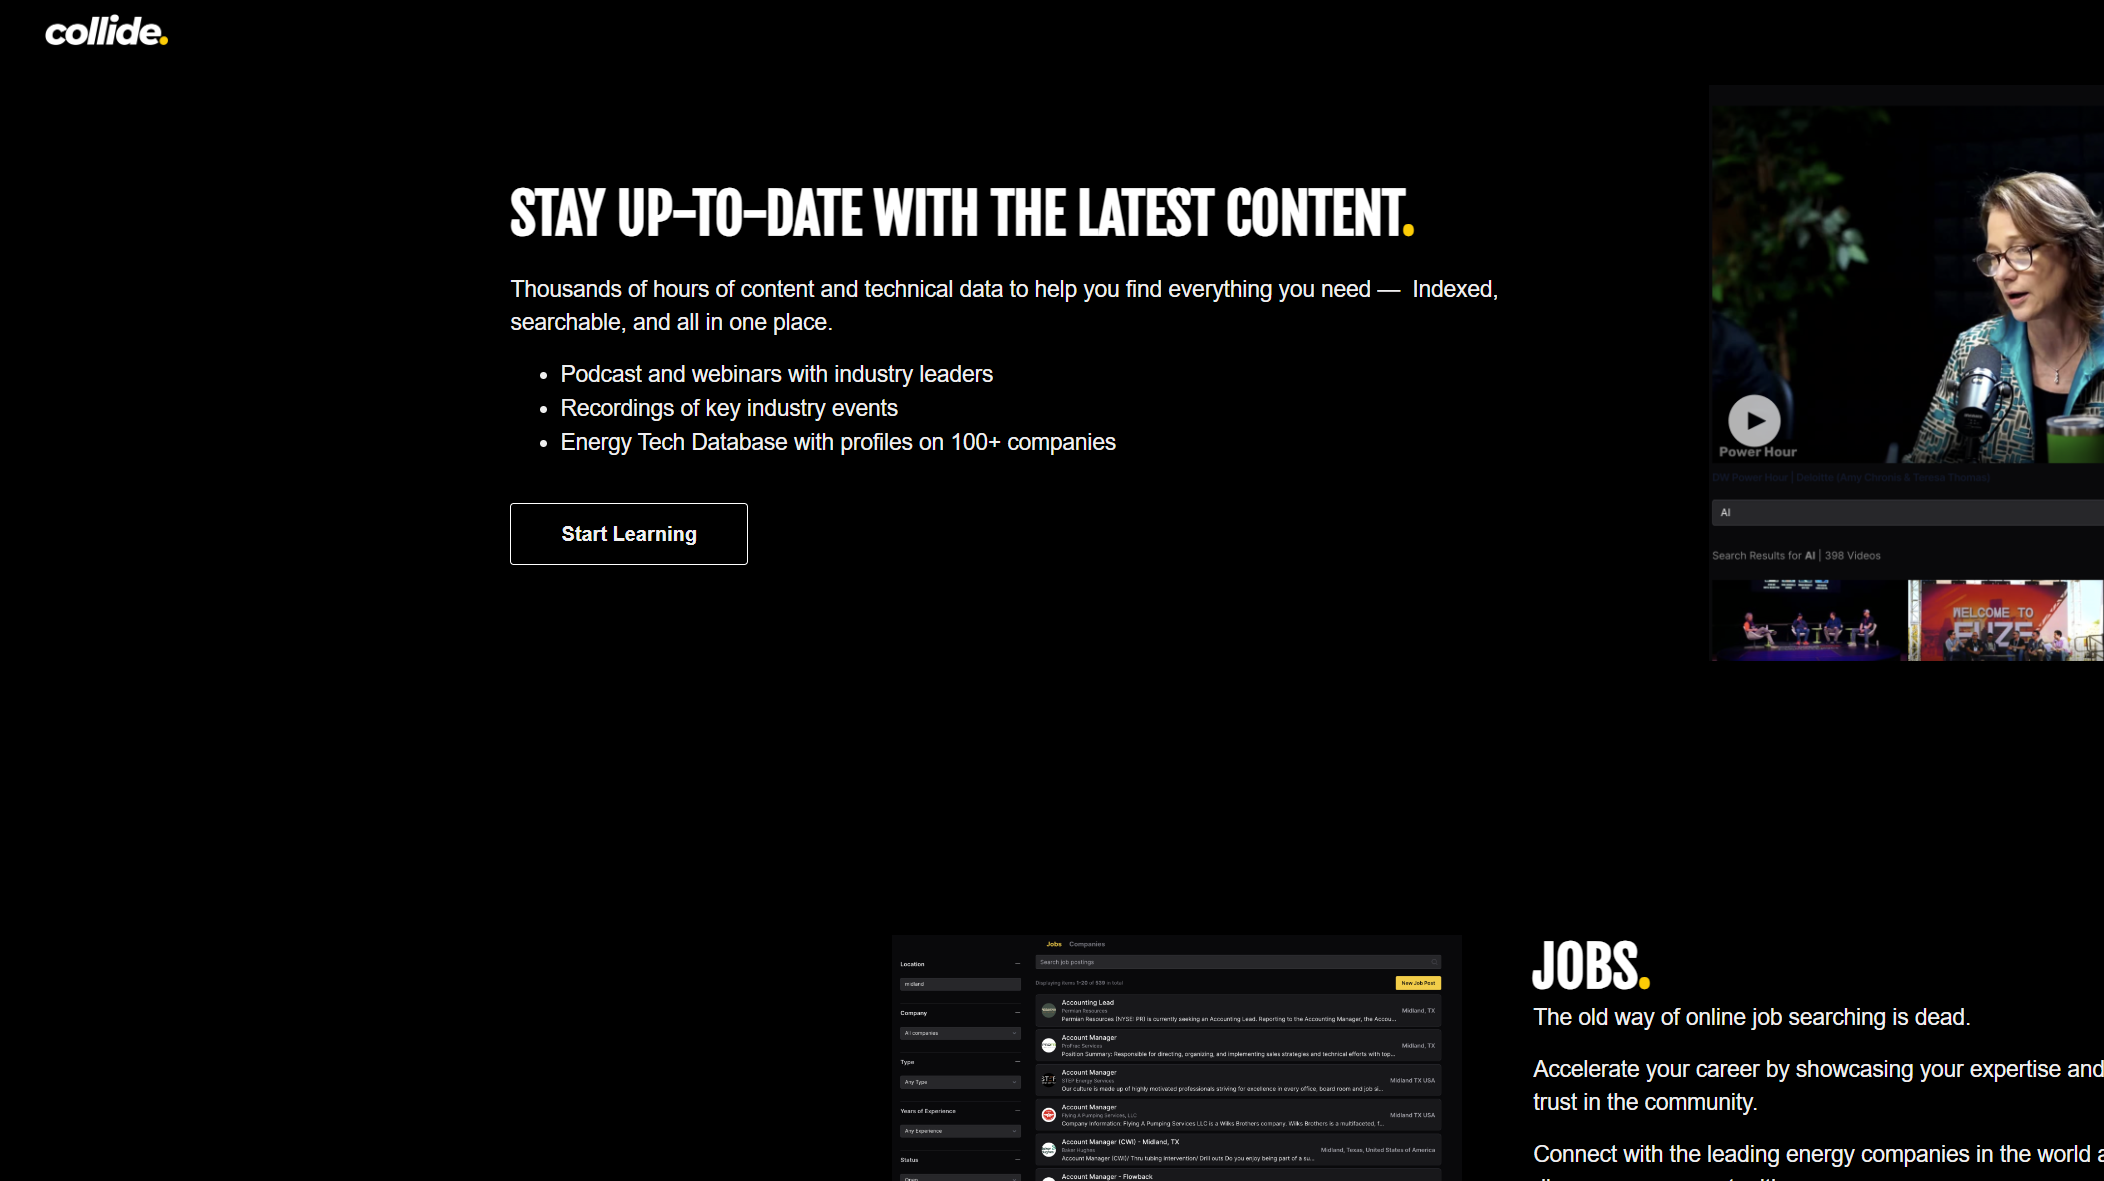 collide.
STAY UP-TO-DATE WITH THE LATEST CONTENT.
Thousands of hours of content and technical data to help you find everything you need — Indexed,
searchable, and all in one place.
Podcast and webinars with industry leaders
Recordings of key industry events
Energy Tech Database with profiles on 100+ companies
Start Learning
Power Hour
DW Power Hour | Deloitte (Amy Chronis & Teresa Thomas)
AI
Search Results for AI | 398 Videos
WELCOME TO
FUZE
Jobs Companies
Location
midland
Company
All companies
Type
Any Type
Years of Experience
Any Experience
Status
Open
Search job postings
Displaying items 1-20 of 539 in total
New Job Post
Accounting Lead
Permian Resources
Permian Resources (NYSE: PR) is currently seeking an Accounting Lead. Reporting to the Accounting Manager, the Accou...
Midland, TX
Account Manager
ProFrac Services
Position Summary: Responsible for directing, organizing, and implementing sales strategies and technical efforts with top...
Midland, TX
Account Manager
STEP Energy Services
Our culture is made up of highly motivated professionals striving for excellence in every office, board room and job si...
Midland TX USA
Account Manager
Flying A Pumping Services, LLC
Company Information: Flying A Pumping Services LLC is a Wilks Brothers company. Wilks Brothers is a multifaceted, f...
Midland TX USA
Account Manager (CWI) - Midland, TX
Baker Hughes
Account Manager (CWI)/ Thru tubing intervention/ Drill outs Do you enjoy being part of a su...
Midland, Texas, United States of America
Account Manager - Flowback
JOBS.
The old way of online job searching is dead.
Accelerate your career by showcasing your expertise and
trust in the community.
Connect with the leading energy companies in the world